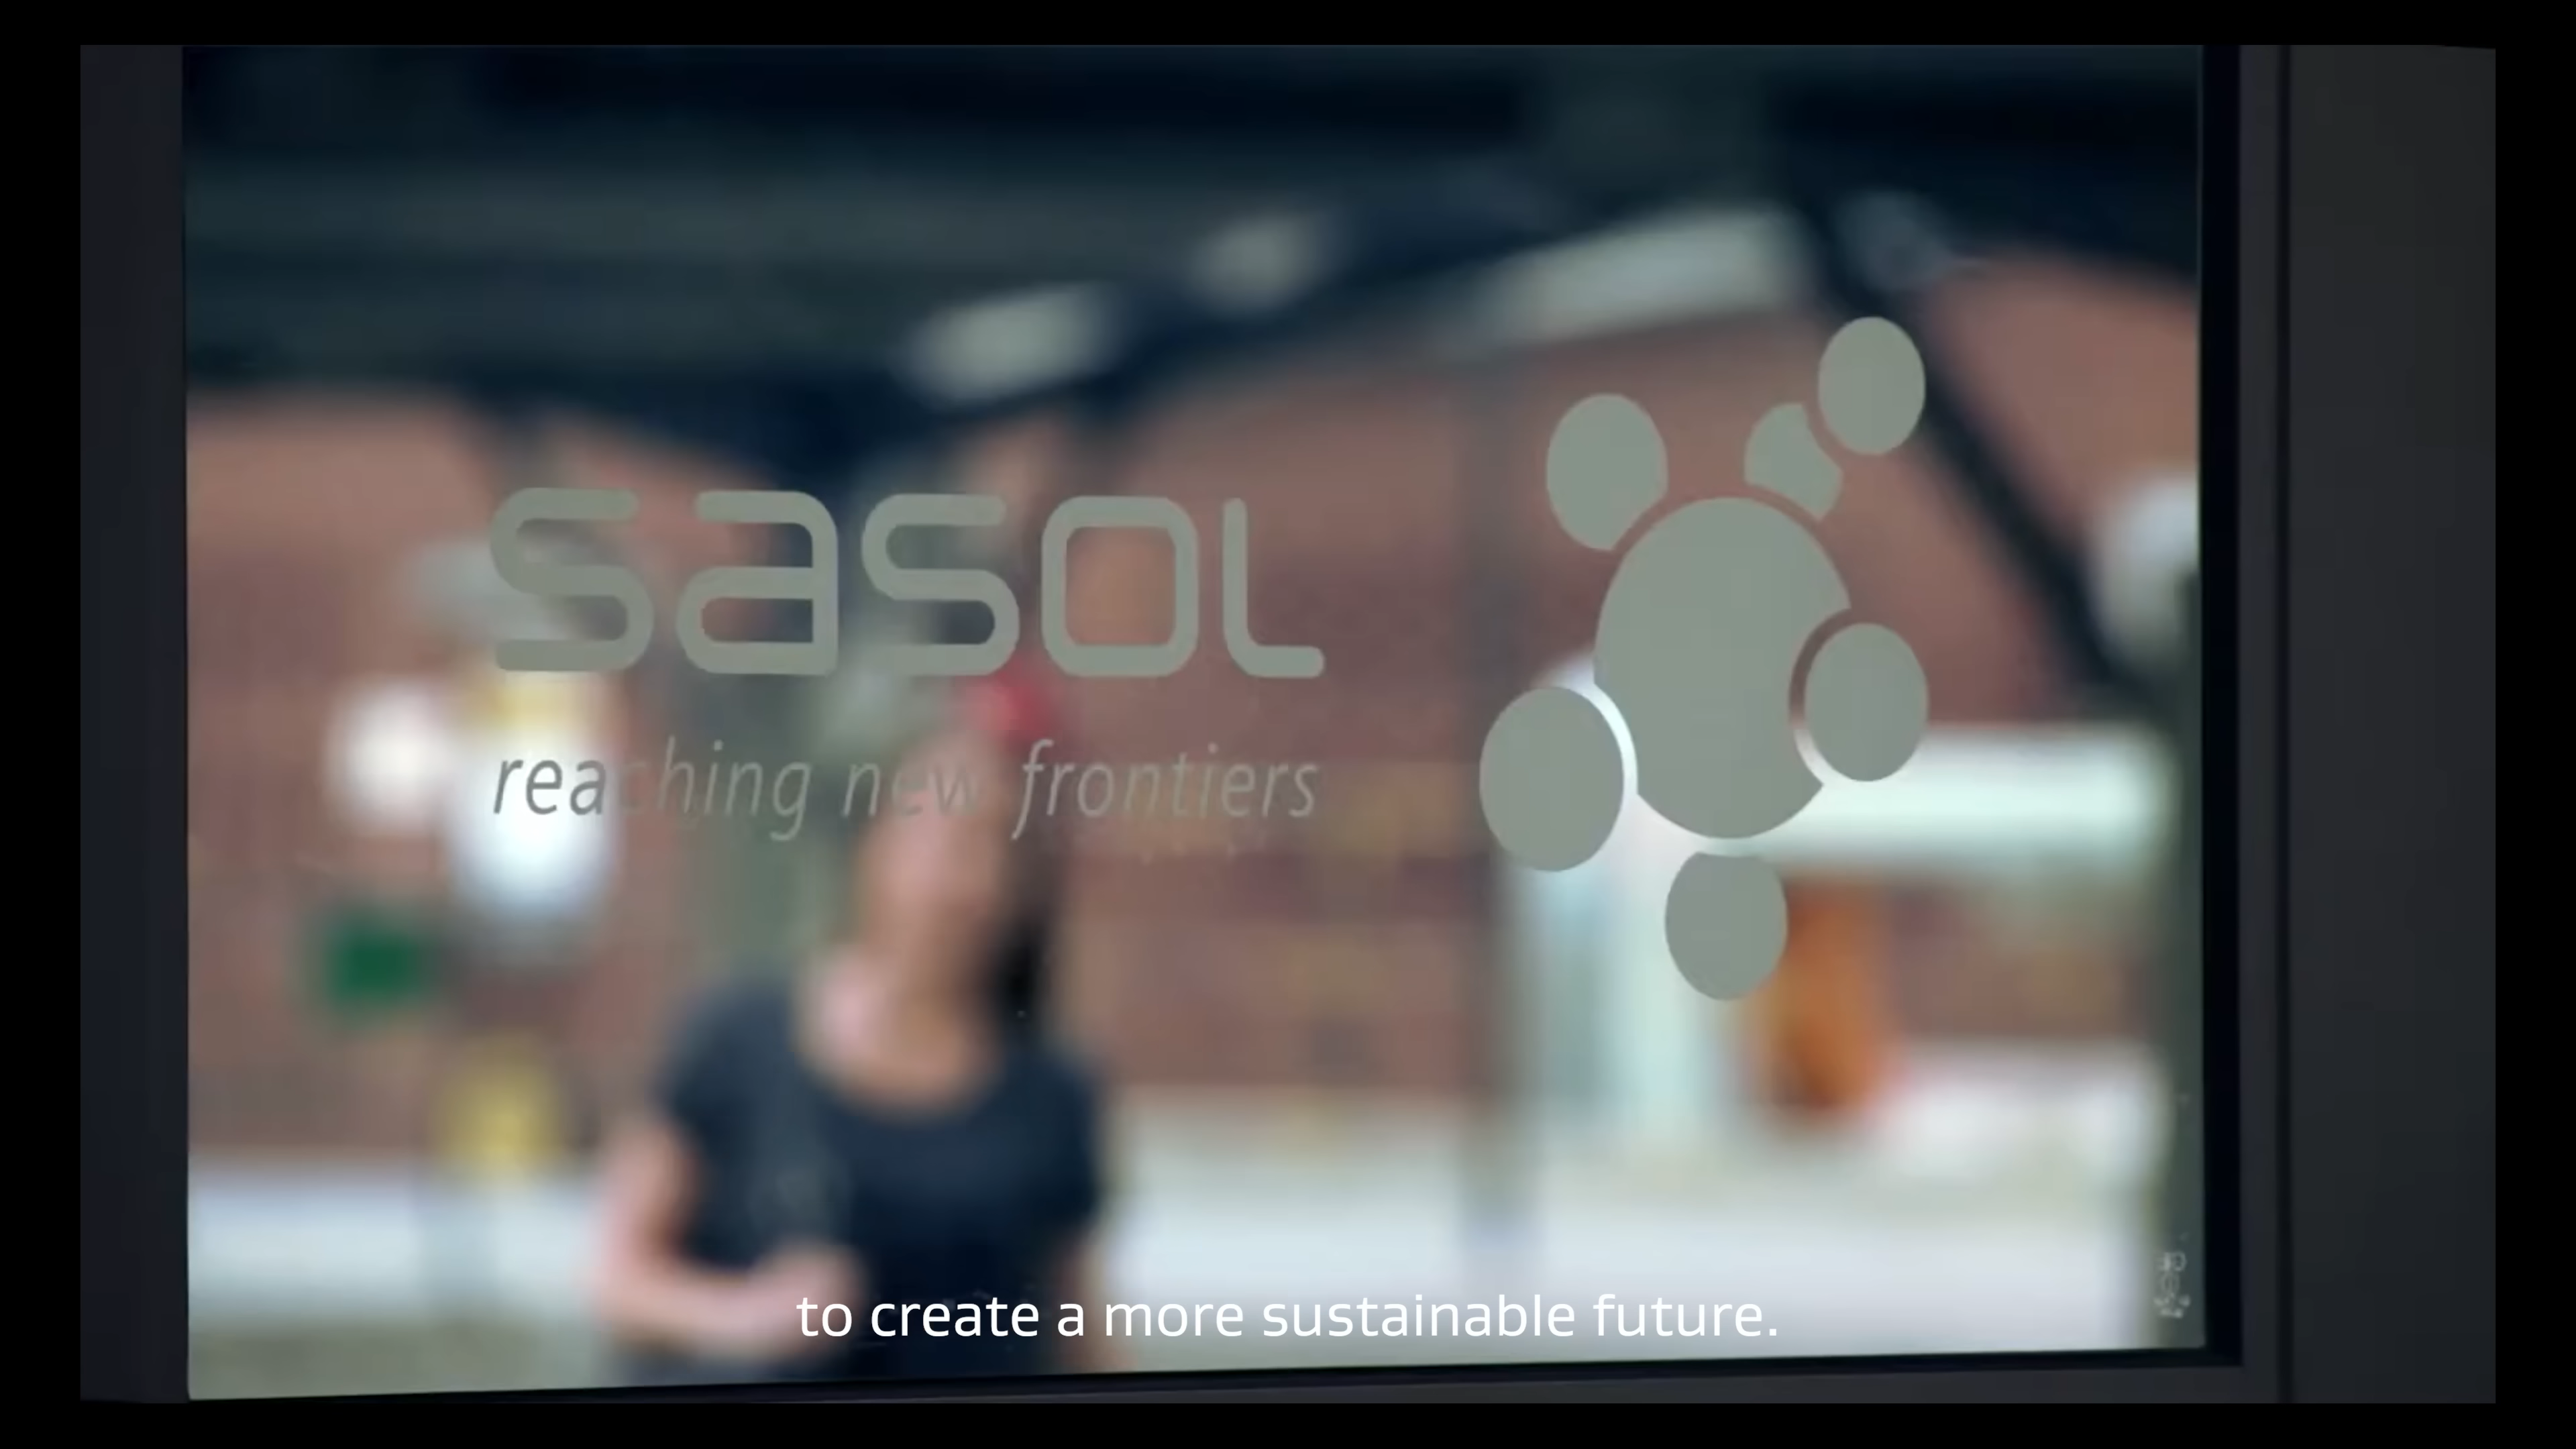 sasol
reaching new frontiers
to create a more sustainable future.